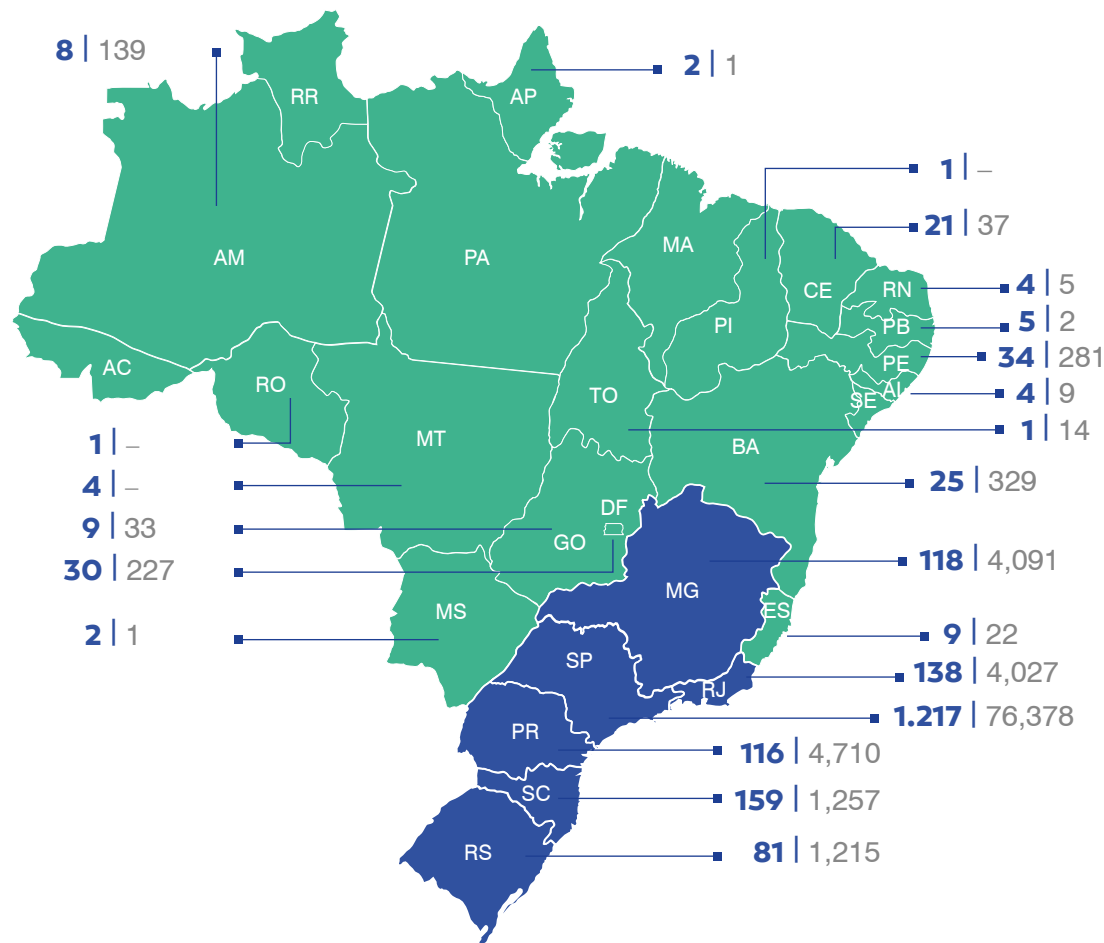 8 | 139
2 | 1
RR
AP
1 | –
21 | 37
MA
AM
PA
CE
RN
4 | 5
PI
PB
5 | 2
PE
34 | 281
AC
RO
TO
AL
4 | 9
SE
1 | 14
MT
BA
1 | –
4 | –
25 | 329
DF
9 | 33
GO
30 | 227
118 | 4,091
MG
MS
ES
2 | 1
9 | 22
SP
138 | 4,027
RJ
1.217 | 76,378
PR
116 | 4,710
SC
159 | 1,257
RS
81 | 1,215